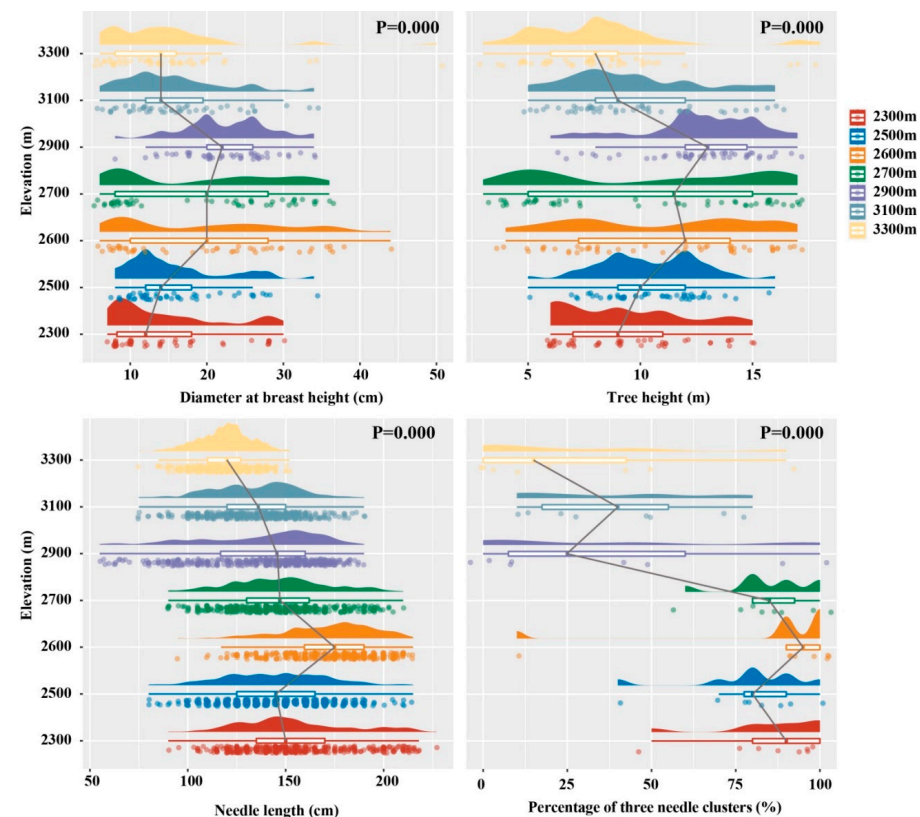 P=0.000
P=0.000
Elevation (m)
3300
3100
2900
2700
2600
2500
2300
10 20 30 40 50
5 10 15
Diameter at breast height (cm)
Tree height (m)
2300m
2500m
2600m
2700m
2900m
3100m
3300m
P=0.000
P=0.000
Elevation (m)
3300
3100
2900
2700
2600
2500
2300
50 100 150 200
0 25 50 75 100
Needle length (cm)
Percentage of three needle clusters (%)